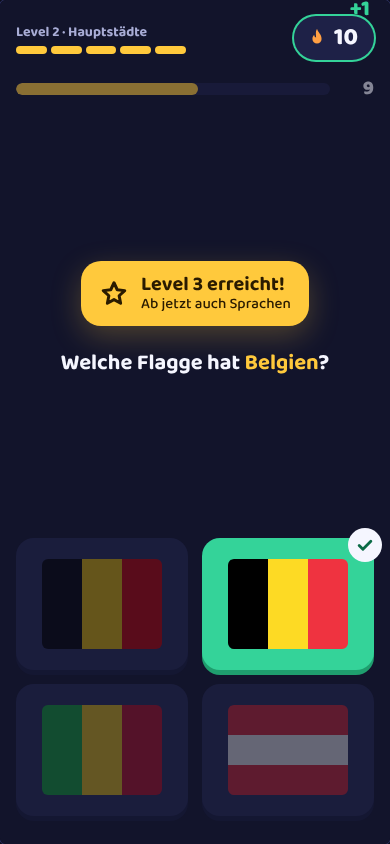 +1
Level 2 · Hauptstädte
10
9
Level 3 erreicht!
Ab jetzt auch Sprachen
Welche Flagge hat Belgien?